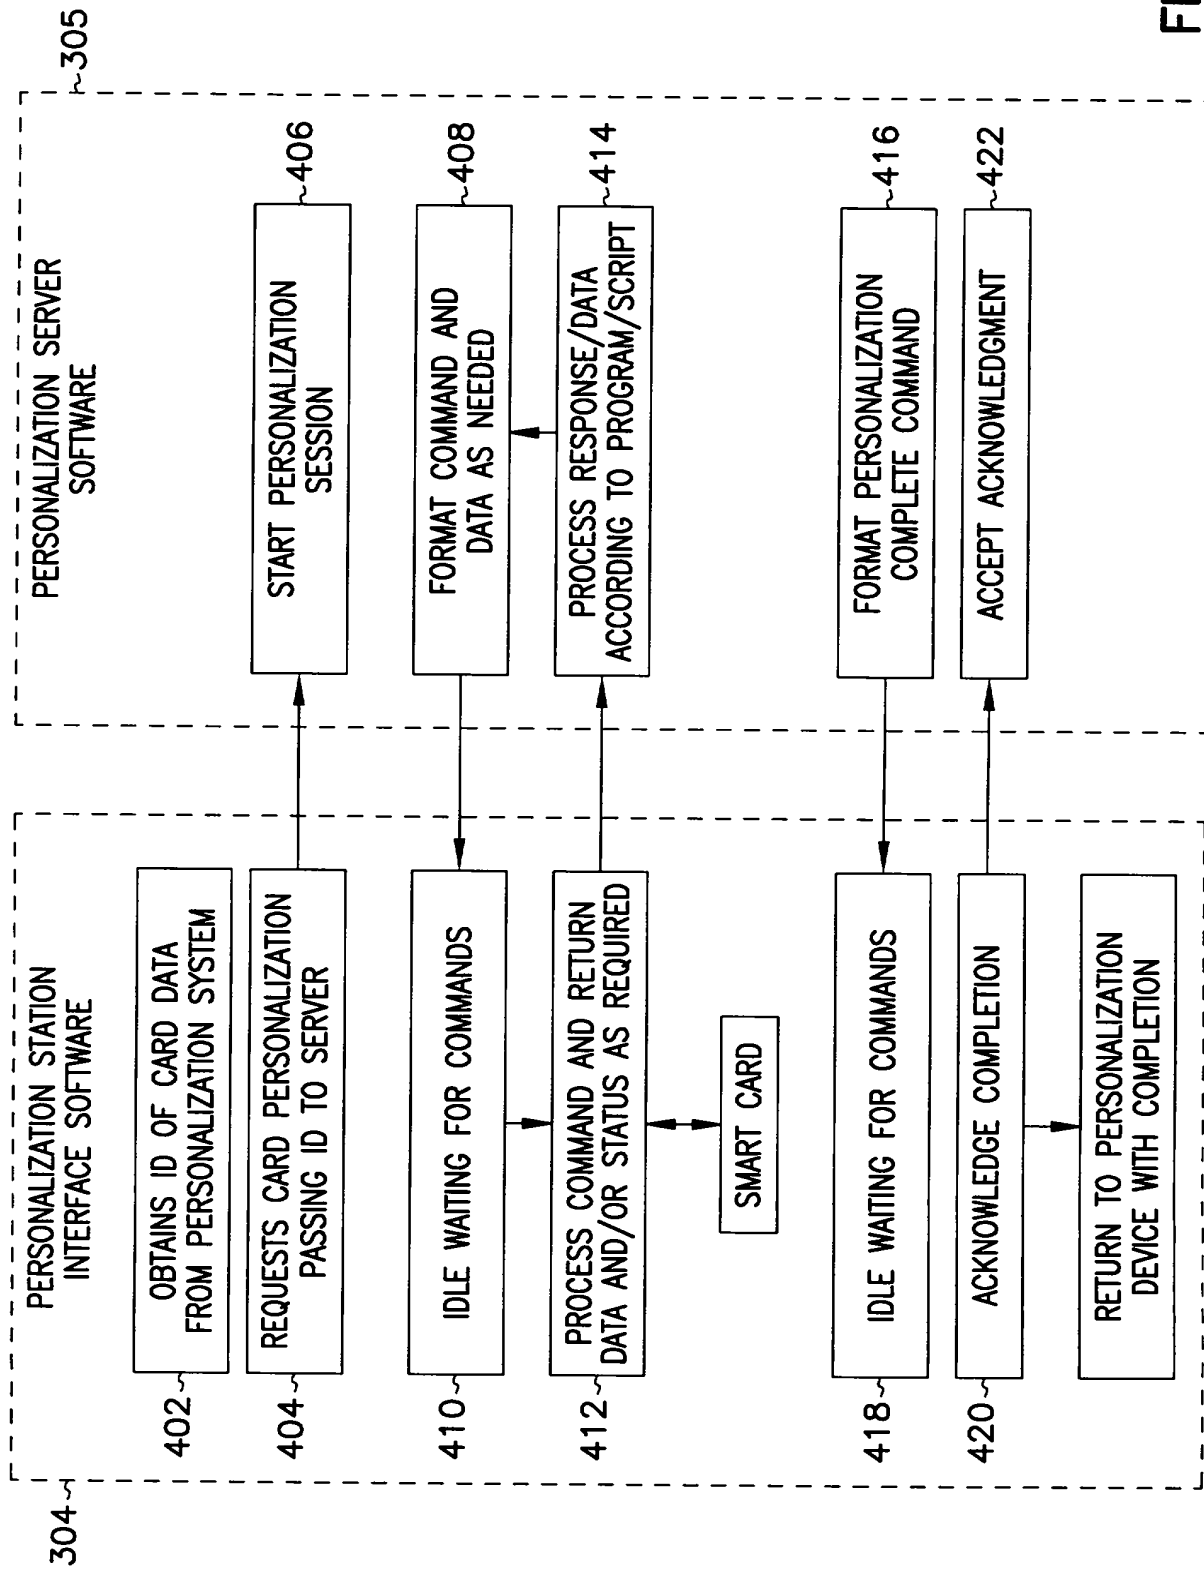 304
PERSONALIZATION STATION
INTERFACE SOFTWARE
402
OBTAINS ID OF CARD DATA
FROM PERSONALIZATION SYSTEM
404
REQUESTS CARD PERSONALIZATION
PASSING ID TO SERVER
410
IDLE WAITING FOR COMMANDS
412
PROCESS COMMAND AND RETURN
DATA AND/OR STATUS AS REQUIRED
SMART CARD
418
IDLE WAITING FOR COMMANDS
420
ACKNOWLEDGE COMPLETION
RETURN TO PERSONALIZATION
DEVICE WITH COMPLETION
305
PERSONALIZATION SERVER
SOFTWARE
START PERSONALIZATION
SESSION
406
FORMAT COMMAND AND
DATA AS NEEDED
408
PROCESS RESPONSE/DATA
ACCORDING TO PROGRAM/SCRIPT
414
FORMAT PERSONALIZATION
COMPLETE COMMAND
416
ACCEPT ACKNOWLEDGMENT
422